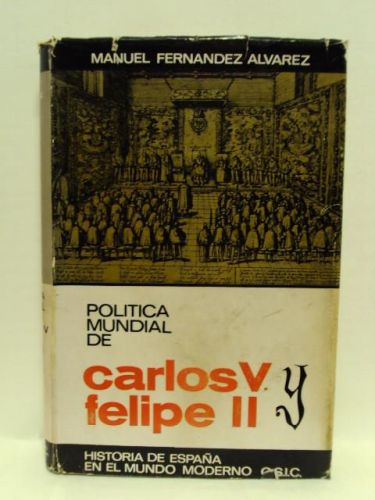 MANUEL FERNANDEZ ALVAREZ
POLITICA
MUNDIAL
DE
carlos V y
felipe II
HISTORIA DE ESPAÑA
EN EL MUNDO MODERNO C.S.I.C.